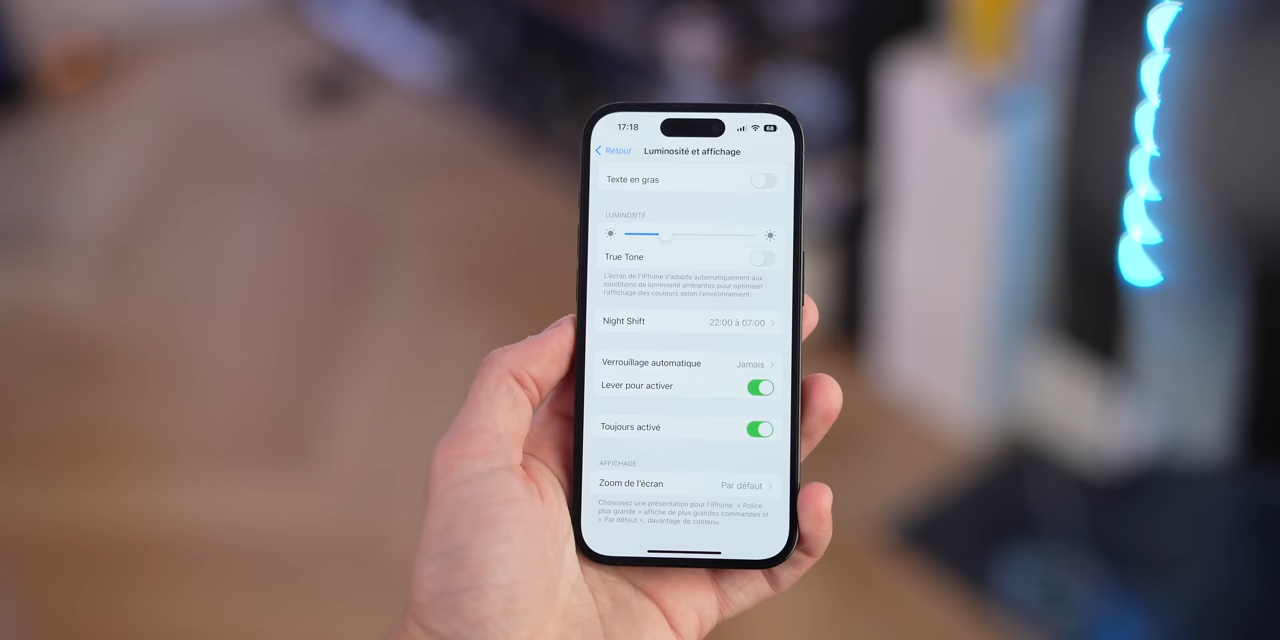 17:18
68
Retour
Luminosité et affichage
Texte en gras
LUMINOSITÉ
True Tone
L'écran de l'iPhone s'adapte automatiquement aux
conditions de luminosité ambiantes pour optimiser
l'affichage des couleurs selon l'environnement.
Night Shift
22:00 à 07:00
Verrouillage automatique
Jamais
Lever pour activer
Toujours activé
AFFICHAGE
Zoom de l'écran
Par défaut
Choisissez une présentation pour l'iPhone. « Police
plus grande » affiche de plus grandes commandes et
« Par défaut », davantage de contenu.